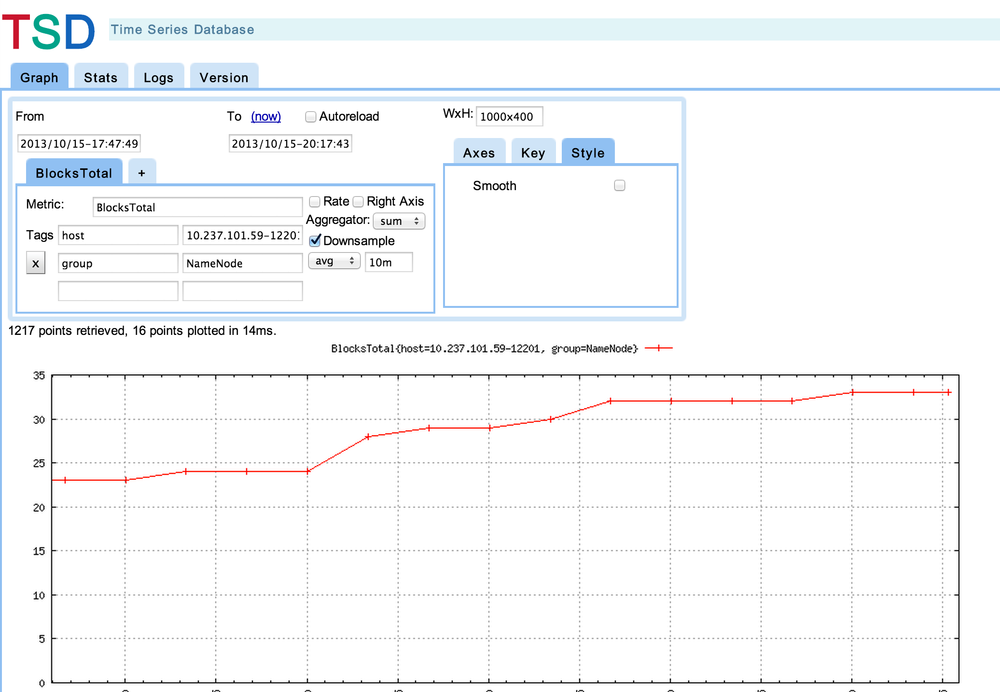 TSD
Time Series Database
Graph Stats Logs Version
From To (now) Autoreload WxH: 1000x400
2013/10/15-17:47:49 2013/10/15-20:17:43
Axes Key Style
BlocksTotal +
Smooth
Metric: BlocksTotal Rate Right Axis
Aggregator: sum
Tags host 10.237.101.59-1220
Downsample
x group NameNode avg 10m
1217 points retrieved, 16 points plotted in 14ms.
BlocksTotal{host=10.237.101.59-12201, group=NameNode}
35
30
25
20
15
10
5
0